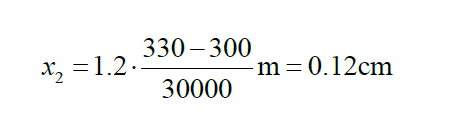 x₂ = 1.2 · (330 − 300)/30000 m = 0.12cm